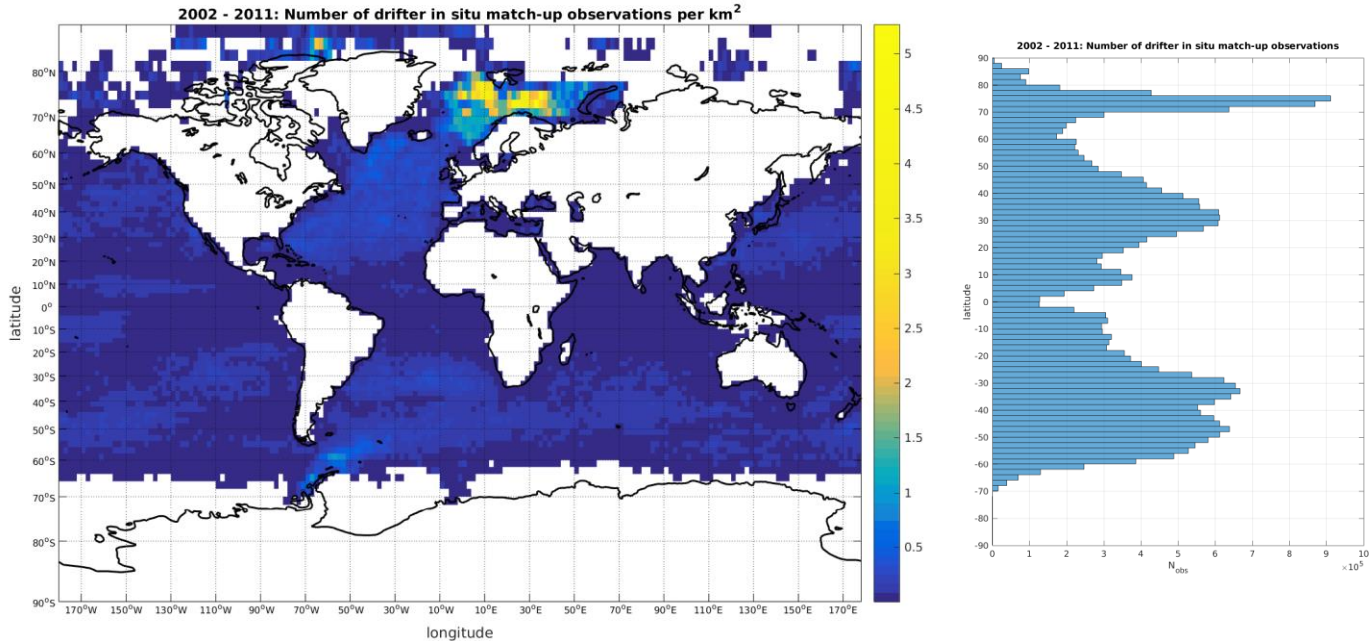 2002 - 2011: Number of drifter in situ match-up observations per km²
80°N
70°N
60°N
50°N
40°N
30°N
20°N
10°N
0°
10°S
20°S
30°S
40°S
50°S
60°S
70°S
80°S
90°S
latitude
170°W 150°W 130°W 110°W 90°W 70°W 50°W 30°W 10°W 10°E 30°E 50°E 70°E 90°E 110°E 130°E 150°E 170°E
longitude
5
4.5
4
3.5
3
2.5
2
1.5
1
0.5
2002 - 2011: Number of drifter in situ match-up observations
90
80
70
60
50
40
30
20
10
0
-10
-20
-30
-40
-50
-60
-70
-80
-90
latitude
0 1 2 3 4 5 6 7 8 9 10
N_obs
×10⁵